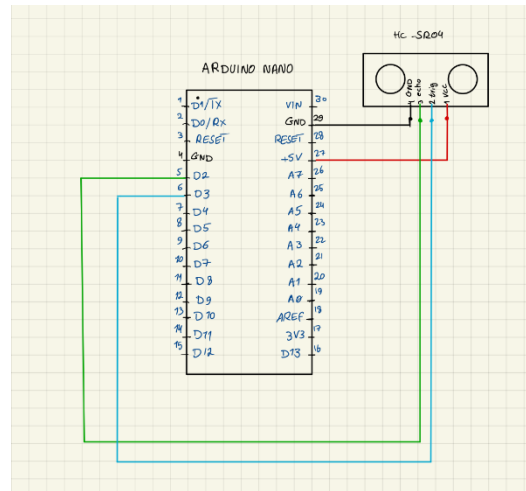 HC-SR04
ARDUINO NANO
4 GND
3 echo
2 trig
1 VCC
1 D1/TX
2 D0/RX
3 RESET
4 GND
5 D2
6 D3
7 D4
8 D5
9 D6
10 D7
11 D8
12 D9
13 D10
14 D11
15 D12
VIN 30
GND 29
RESET 28
+5V 27
A7 26
A6 25
A5 24
A4 23
A3 22
A2 21
A1 20
A0 19
AREF 18
3V3 17
D13 16